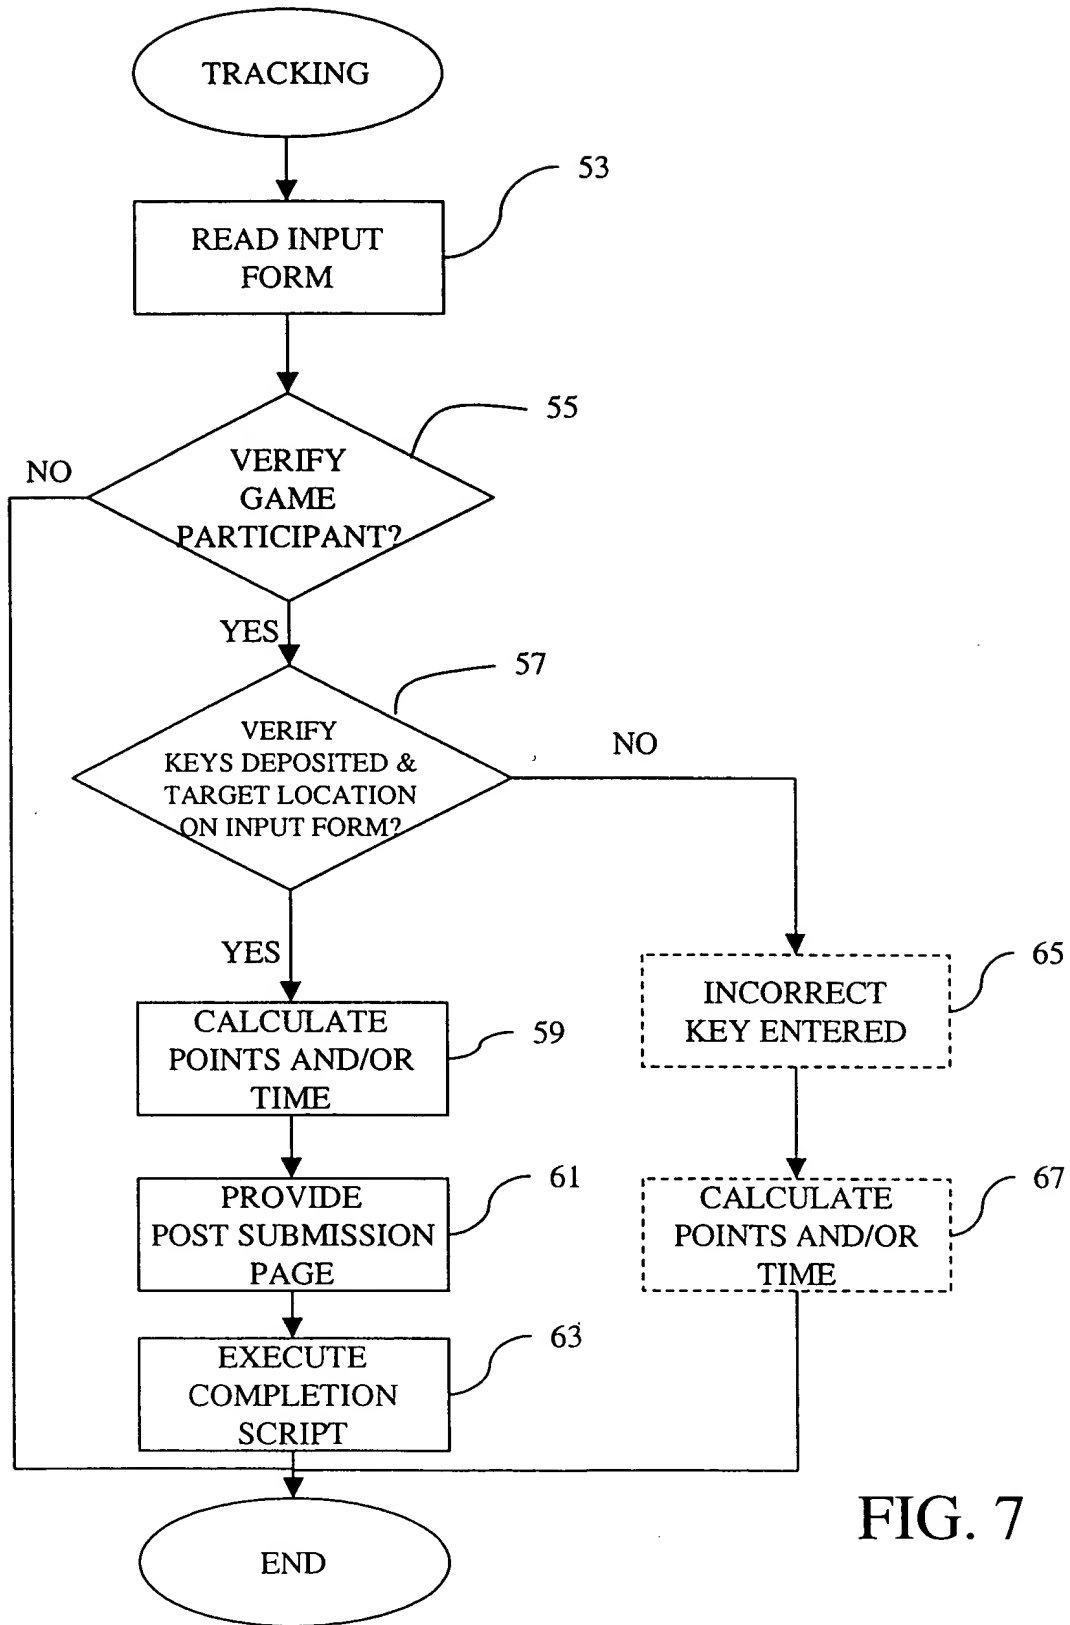 TRACKING
53
READ INPUT
FORM
55
NO
VERIFY
GAME
PARTICIPANT?
YES
57
VERIFY
KEYS DEPOSITED &
TARGET LOCATION
ON INPUT FORM?
NO
YES
65
INCORRECT
KEY ENTERED
CALCULATE
POINTS AND/OR
TIME
59
61
PROVIDE
POST SUBMISSION
PAGE
67
CALCULATE
POINTS AND/OR
TIME
63
EXECUTE
COMPLETION
SCRIPT
FIG. 7
END